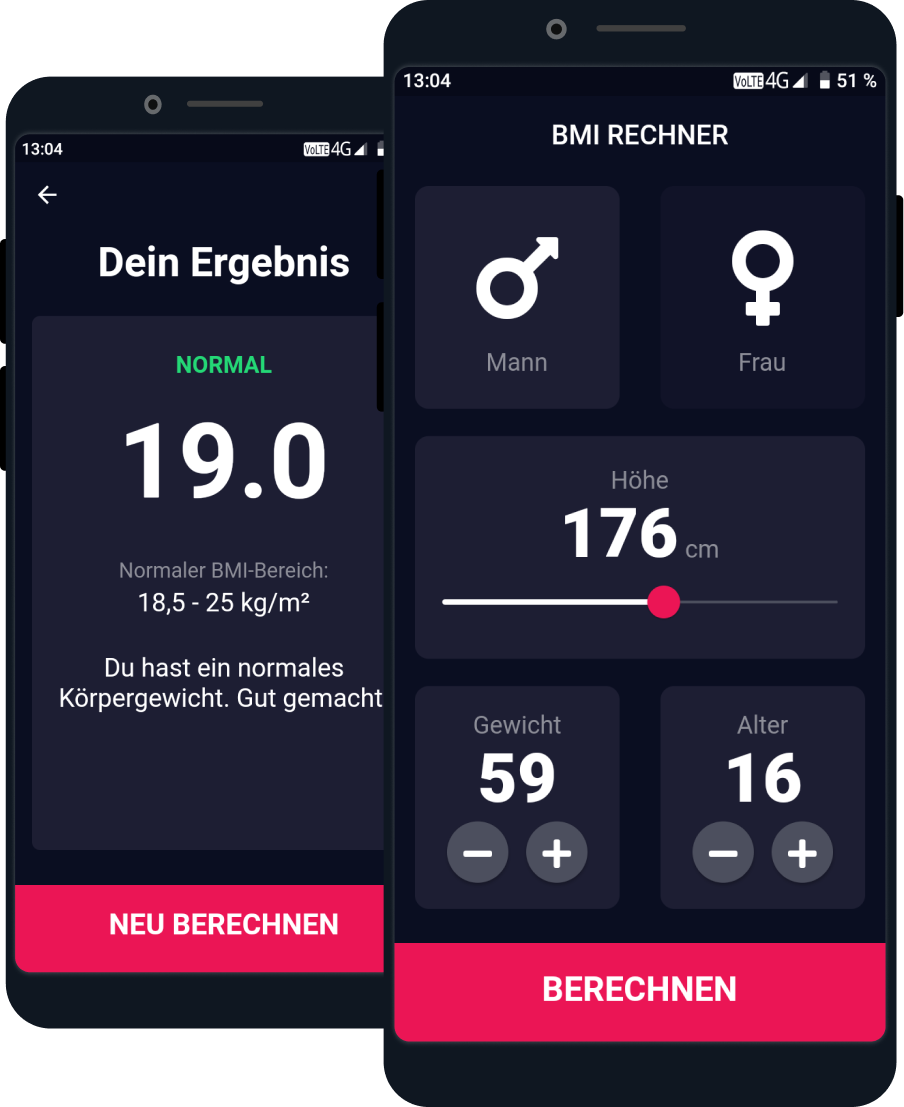 13:04
VoLTE 4G
←
Dein Ergebnis
NORMAL
19.0
Normaler BMI-Bereich:
18,5 - 25 kg/m²
Du hast ein normales
Körpergewicht. Gut gemacht
NEU BERECHNEN
13:04
VoLTE 4G 51 %
BMI RECHNER
Mann
Frau
Höhe
176 cm
Gewicht
59
Alter
16
BERECHNEN